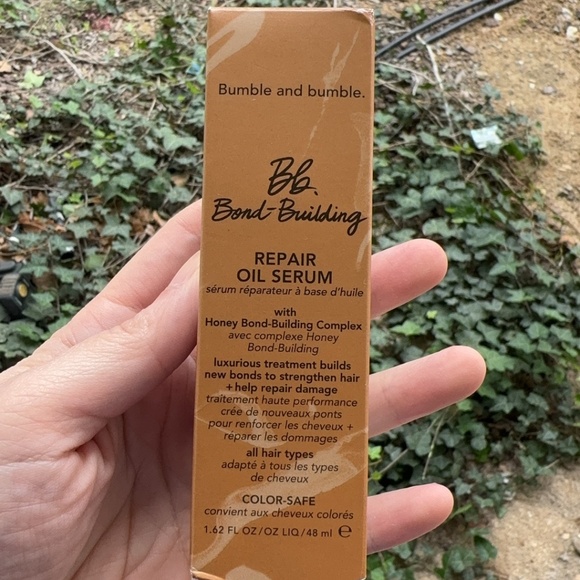 Bumble and bumble.
Bb.
Bond-Building
REPAIR
OIL SERUM
sérum réparateur à base d'huile
with
Honey Bond-Building Complex
avec complexe Honey
Bond-Building
luxurious treatment builds
new bonds to strengthen hair
+help repair damage
traitement haute performance
crée de nouveaux ponts
pour renforcer les cheveux +
réparer les dommages
all hair types
adapté à tous les types
de cheveux
COLOR-SAFE
convient aux cheveux colorés
1.62 FL OZ/OZ LIQ/48 ml ℮